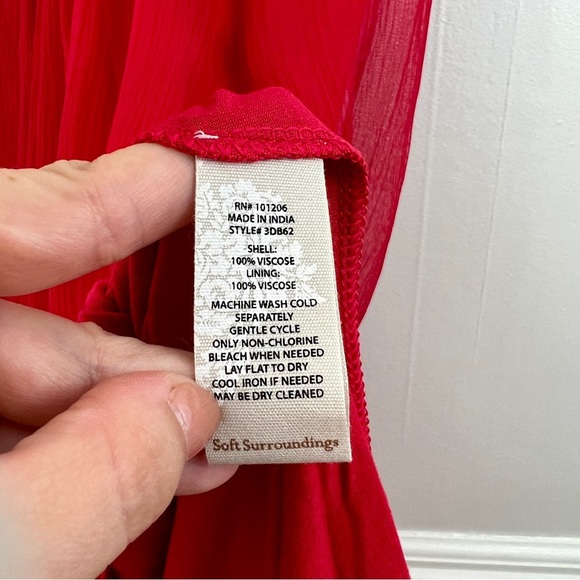 RN# 101206
MADE IN INDIA
STYLE# 3DB62
SHELL:
100% VISCOSE
LINING:
100% VISCOSE
MACHINE WASH COLD
SEPARATELY
GENTLE CYCLE
ONLY NON-CHLORINE
BLEACH WHEN NEEDED
LAY FLAT TO DRY
COOL IRON IF NEEDED
MAY BE DRY CLEANED
Soft Surroundings